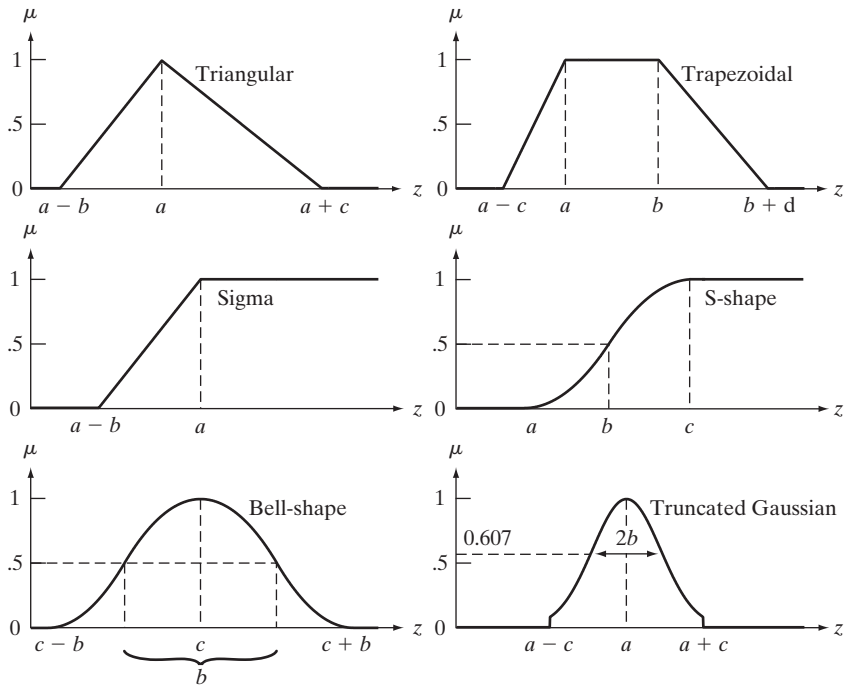 μ
1
Triangular
.5
0
z
a − b
a
a + c
μ
1
Trapezoidal
.5
0
z
a − c
a
b
b + d
μ
1
Sigma
.5
0
z
a − b
a
μ
1
S-shape
.5
0
z
a
b
c
μ
1
Bell-shape
.5
0
z
c − b
c
c + b
b
μ
1
Truncated Gaussian
0.607
2b
.5
0
z
a − c
a
a + c